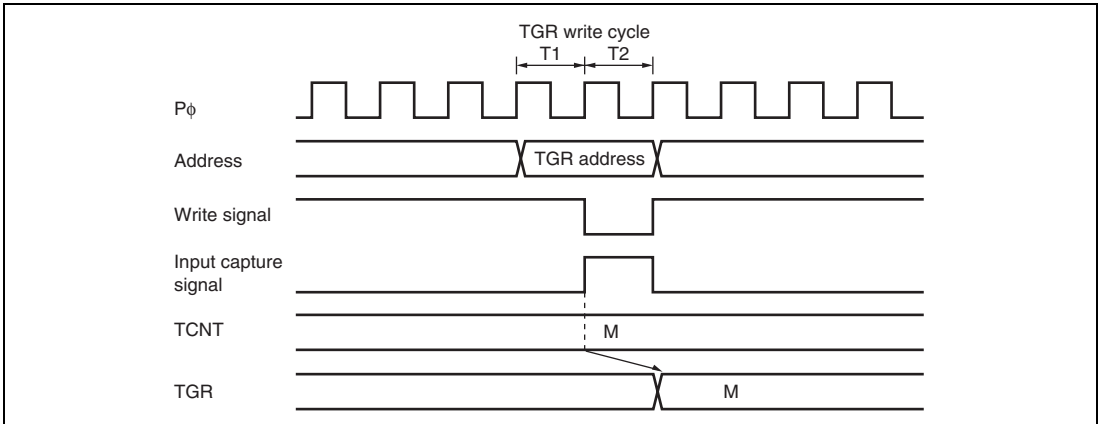 TGR write cycle
T1 T2
Pϕ
Address TGR address
Write signal
Input capture
signal
TCNT M
TGR M